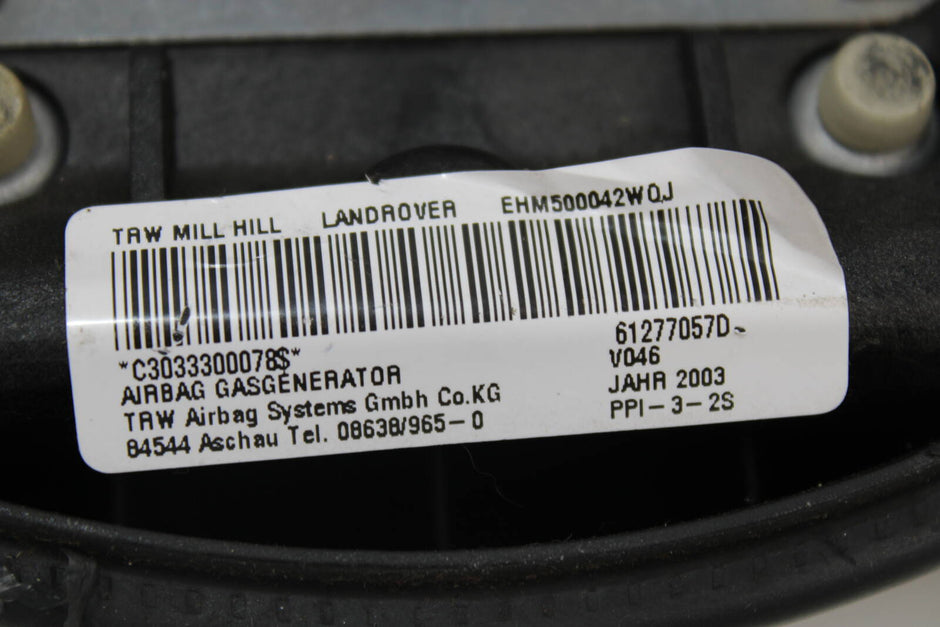 TRW MILL HILL LANDROVER EHM500042WQJ
*C3033300078S* 61277057D-
AIRBAG GASGENERATOR V046
TRW Airbag Systems Gmbh Co.KG JAHR 2003
84544 Aschau Tel. 08638/965-0 PPI-3-2S